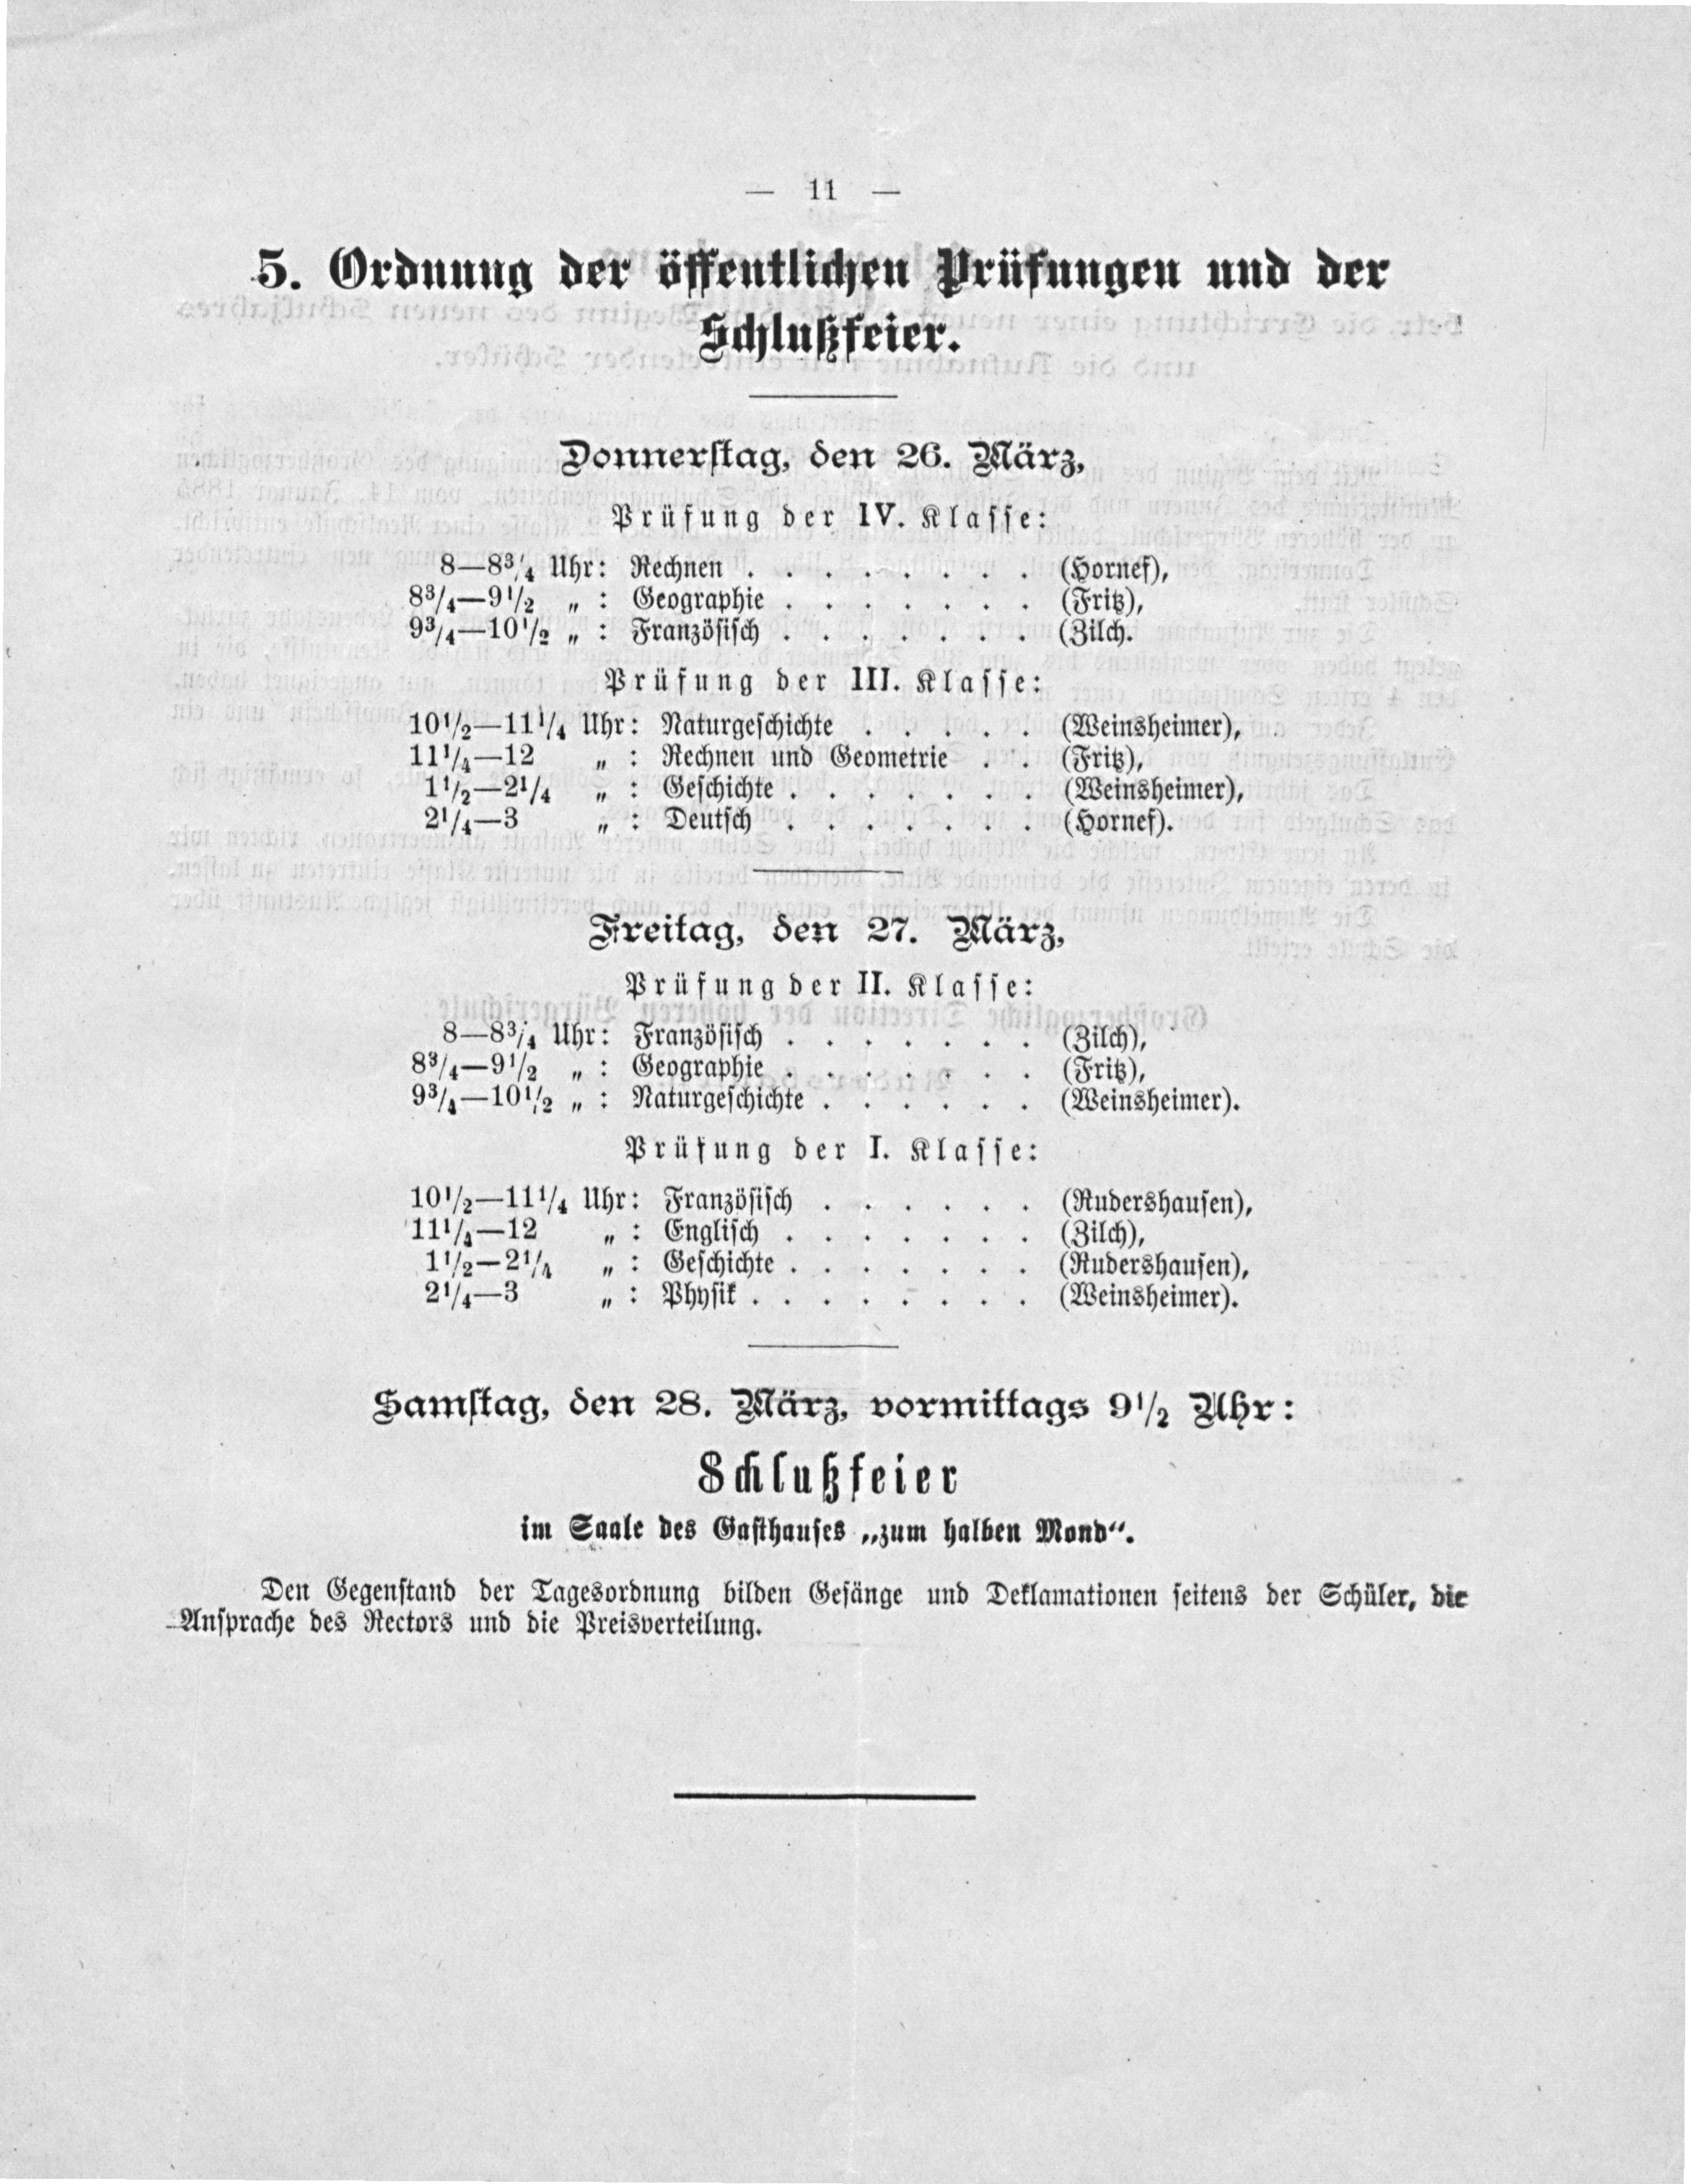 — 11 —
5. Ordnung der öffentlichen Prüfungen und der
Schlußfeier.
Donnerstag, den 26. März,
Prüfung der IV. Klasse:
8—8¾ Uhr: Rechnen . . . . . . . . (Hornef),
8¾—9½ „ : Geographie . . . . . . . (Fritz),
9¾—10½ „ : Französisch . . . . . . . (Zilch.
Prüfung der III. Klasse:
10½—11¼ Uhr: Naturgeschichte . . . . . (Weinsheimer),
11¼—12 „ : Rechnen und Geometrie . . (Fritz),
1½—2¼ „ : Geschichte . . . . . . . (Weinsheimer),
2¼—3 „ : Deutsch . . . . . . . (Hornef).
Freitag, den 27. März,
Prüfung der II. Klasse:
8—8¾ Uhr: Französisch . . . . . . . (Zilch),
8¾—9½ „ : Geographie . . . . . . . (Fritz),
9¾—10½ „ : Naturgeschichte . . . . . . (Weinsheimer).
Prüfung der I. Klasse:
10½—11¼ Uhr: Französisch . . . . . . (Rudershausen),
11¼—12 „ : Englisch . . . . . . . (Zilch),
1½—2¼ „ : Geschichte . . . . . . . (Rudershausen),
2¼—3 „ : Physik . . . . . . . . (Weinsheimer).
Samstag, den 28. März, vormittags 9½ Uhr:
Schlußfeier
im Saale des Gasthauses „zum halben Mond“.
Den Gegenstand der Tagesordnung bilden Gesänge und Deklamationen seitens der Schüler, die
Ansprache des Rectors und die Preisverteilung.